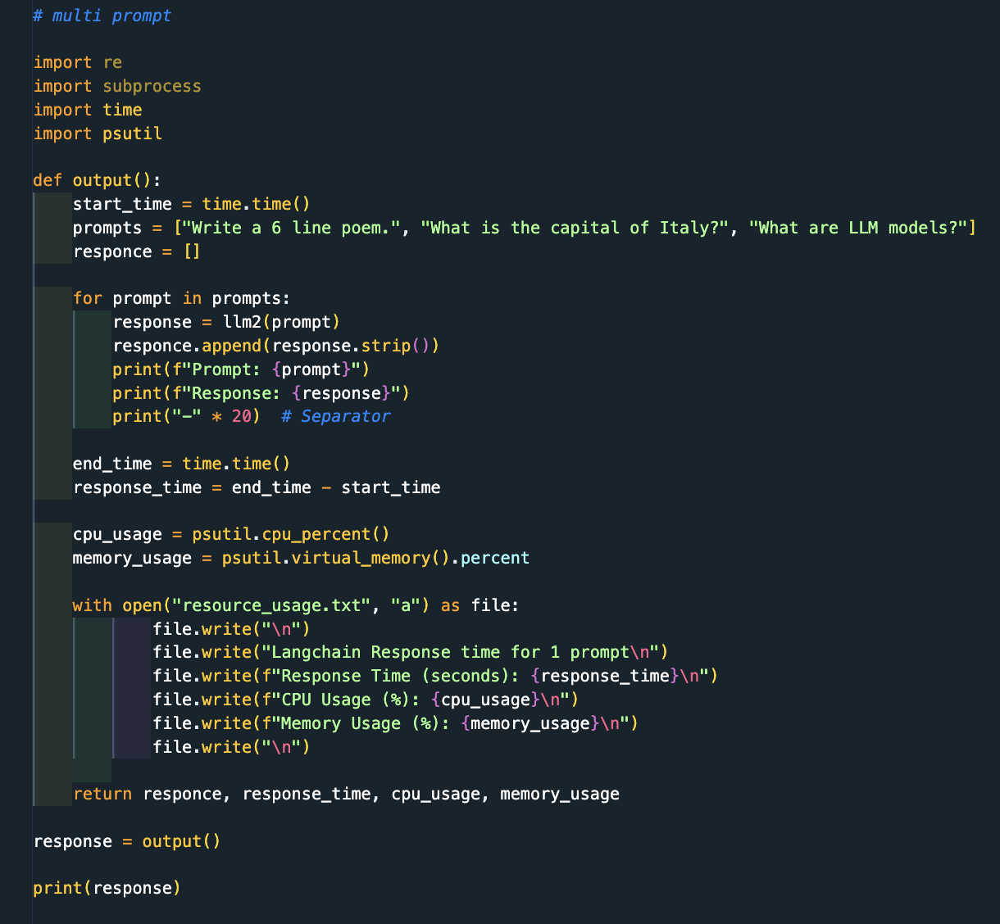 # multi prompt
import re
import subprocess
import time
import psutil
def output():
start_time = time.time()
prompts = ["Write a 6 line poem.", "What is the capital of Italy?", "What are LLM models?"]
responce = []
for prompt in prompts:
response = llm2(prompt)
responce.append(response.strip())
print(f"Prompt: {prompt}")
print(f"Response: {response}")
print("-" * 20)  # Separator
end_time = time.time()
response_time = end_time - start_time
cpu_usage = psutil.cpu_percent()
memory_usage = psutil.virtual_memory().percent
with open("resource_usage.txt", "a") as file:
file.write("\n")
file.write("Langchain Response time for 1 prompt\n")
file.write(f"Response Time (seconds): {response_time}\n")
file.write(f"CPU Usage (%): {cpu_usage}\n")
file.write(f"Memory Usage (%): {memory_usage}\n")
file.write("\n")
return responce, response_time, cpu_usage, memory_usage
response = output()
print(response)